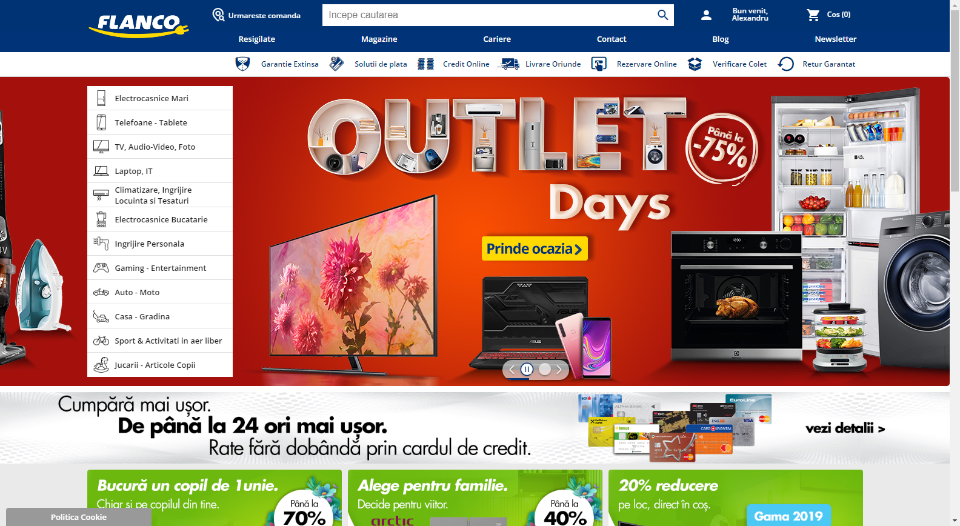 FLANCO
Urmareste comanda
Incepe cautarea
Bun venit,
Alexandru
Cos (0)
Resigilate
Magazine
Cariere
Contact
Blog
Newsletter
Garantie Extinsa
Solutii de plata
Credit Online
Livrare Oriunde
Rezervare Online
Verificare Colet
Retur Garantat
Electrocasnice Mari
Telefoane - Tablete
TV, Audio-Video, Foto
Laptop, IT
Climatizare, Ingrijire
Locuinta si Tesaturi
Electrocasnice Bucatarie
Ingrijire Personala
Gaming - Entertainment
Auto - Moto
Casa - Gradina
Sport & Activitati in aer liber
Jucarii - Articole Copii
OUTLET
Days
Până la
-75%
Prinde ocazia
Cumpără mai ușor.
De până la 24 ori mai ușor.
Rate fără dobândă prin cardul de credit.
vezi detalii >
Bucură un copil de 1unie.
Chiar și pe copilul din tine.
Până la
70%
Alege pentru familie.
Decide pentru viitor.
arctic
Până la
40%
20% reducere
pe loc, direct în coș.
Gama 2019
Politica Cookie